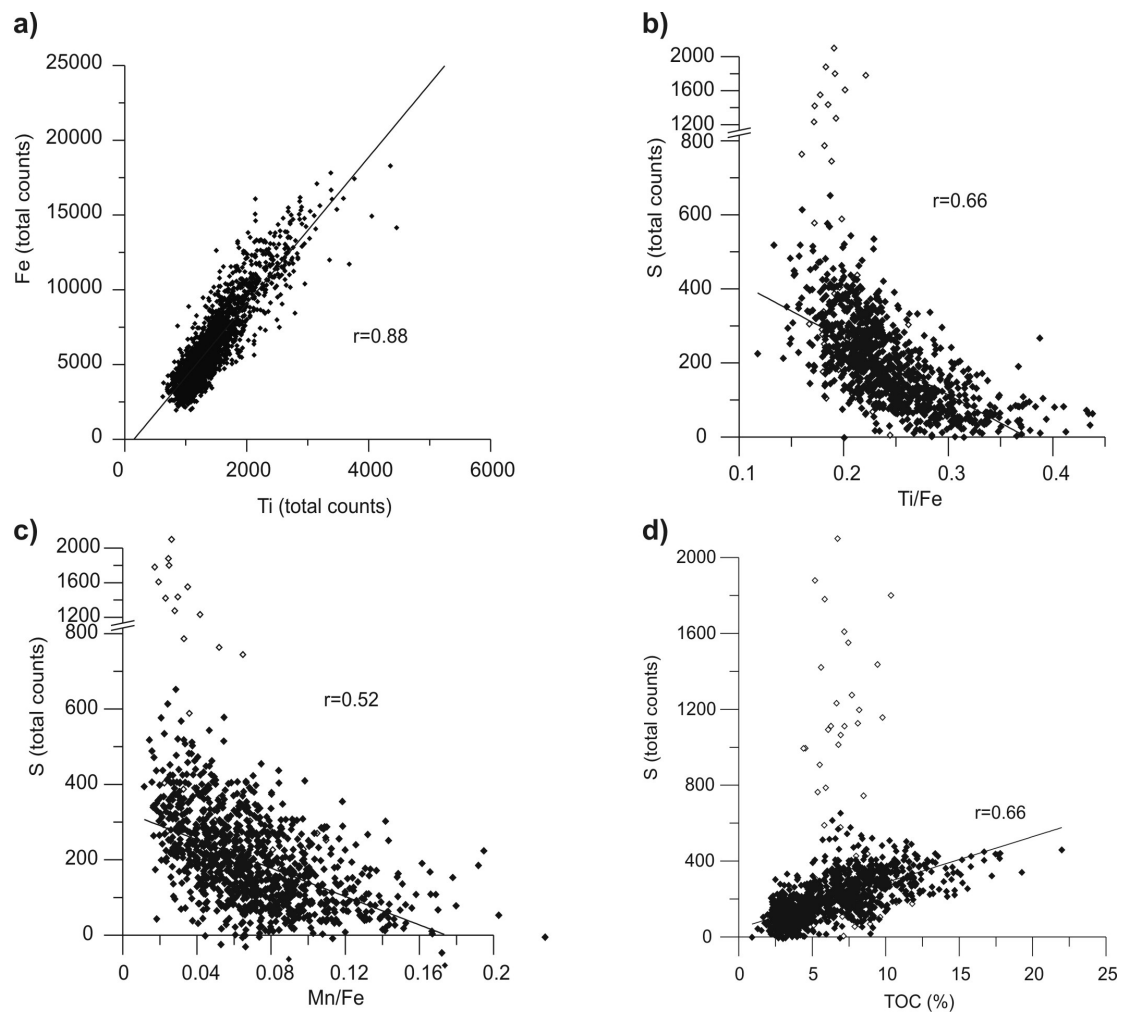 a)
25000
20000
15000
10000
5000
0
Fe (total counts)
r=0.88
0 2000 4000 6000
Ti (total counts)
b)
2000
1600
1200
800
600
400
200
0
S (total counts)
r=0.66
0.1 0.2 0.3 0.4
Ti/Fe
c)
2000
1600
1200
800
600
400
200
0
S (total counts)
r=0.52
0 0.04 0.08 0.12 0.16 0.2
Mn/Fe
d)
2000
1600
1200
800
400
0
S (total counts)
r=0.66
0 5 10 15 20 25
TOC (%)